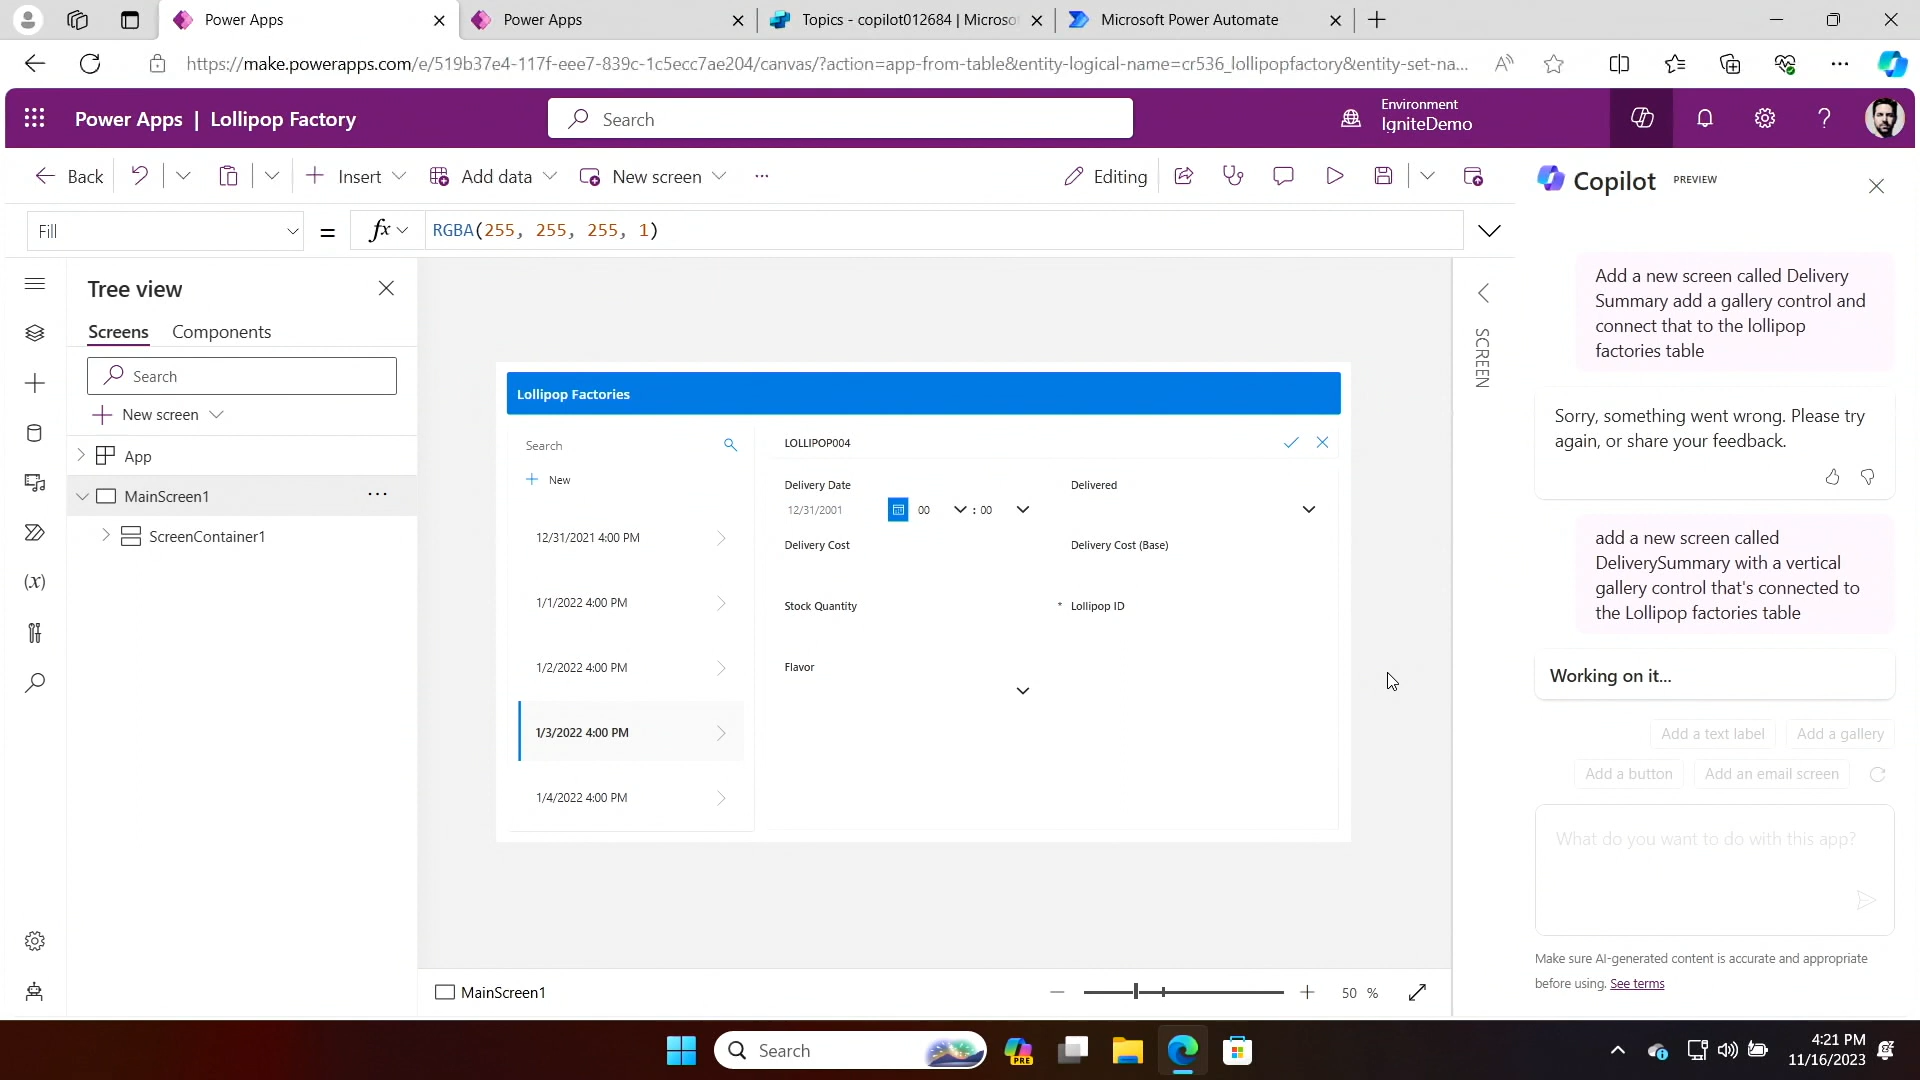 Power Apps
Power Apps
Topics - copilot012684 | Microso
Microsoft Power Automate
https://make.powerapps.com/e/519b37e4-117f-eee7-839c-1c5ecc7ae204/canvas/?action=app-from-table&entity-logical-name=cr536_lollipopfactory&entity-set-na...
Power Apps | Lollipop Factory
Search
Environment
IgniteDemo
Back
Insert
Add data
New screen
...
Editing
Copilot PREVIEW
Fill
=
fx
RGBA(255, 255, 255, 1)
Tree view
Screens
Components
Search
New screen
App
MainScreen1
...
ScreenContainer1
SCREEN
Lollipop Factories
Search
New
12/31/2021 4:00 PM
1/1/2022 4:00 PM
1/2/2022 4:00 PM
1/3/2022 4:00 PM
1/4/2022 4:00 PM
LOLLIPOP004
Delivery Date
12/31/2001
00
: 00
Delivered
Delivery Cost
Delivery Cost (Base)
Stock Quantity
* Lollipop ID
Flavor
Add a new screen called Delivery
Summary add a gallery control and
connect that to the lollipop
factories table
Sorry, something went wrong. Please try
again, or share your feedback.
add a new screen called
DeliverySummary with a vertical
gallery control that's connected to
the Lollipop factories table
Working on it...
Add a text label
Add a gallery
Add a button
Add an email screen
What do you want to do with this app?
Make sure AI-generated content is accurate and appropriate
before using. See terms
MainScreen1
50 %
Search
PRE
4:21 PM
11/16/2023